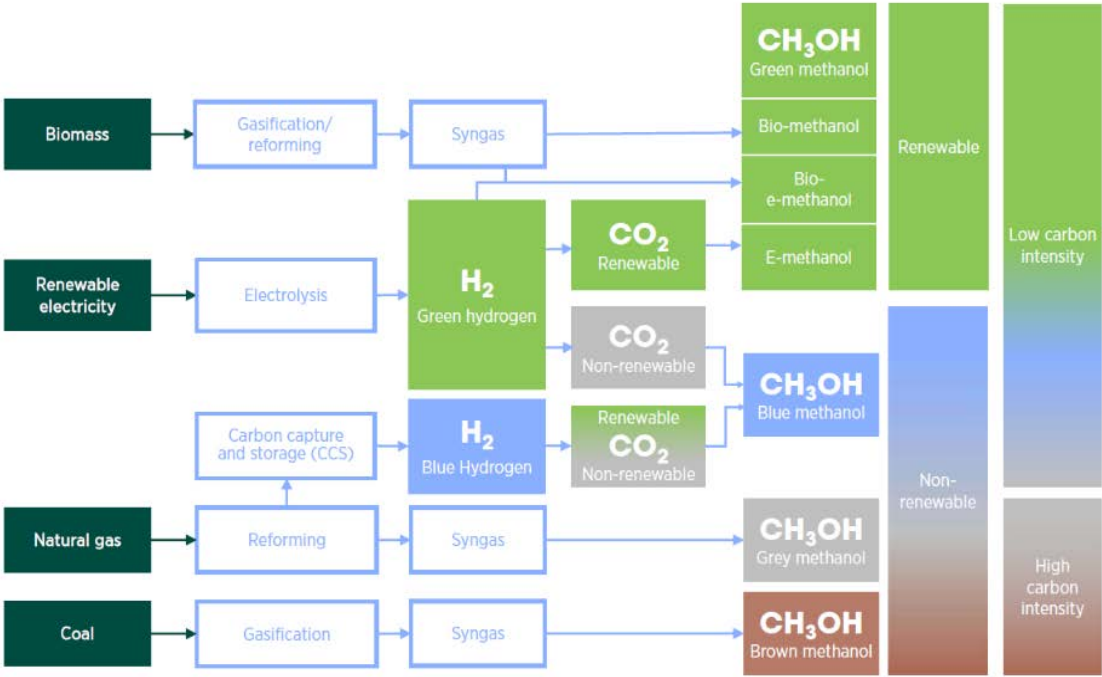 CH₃OH
Green methanol
Biomass
Gasification/
reforming
Syngas
Bio-methanol
Renewable
Bio-
e-methanol
Low carbon
intensity
Renewable
electricity
Electrolysis
H₂
Green hydrogen
CO₂
Renewable
E-methanol
CO₂
Non-renewable
CH₃OH
Blue methanol
Carbon capture
and storage (CCS)
H₂
Blue Hydrogen
Renewable
CO₂
Non-renewable
Non-
renewable
Natural gas
Reforming
Syngas
CH₃OH
Grey methanol
High
carbon
intensity
Coal
Gasification
Syngas
CH₃OH
Brown methanol